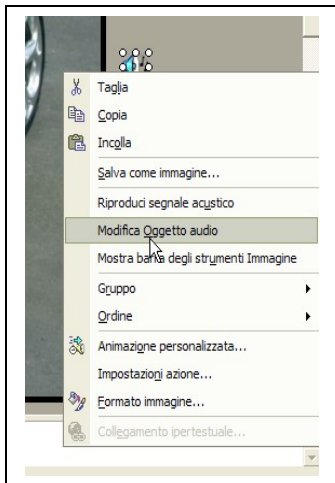 Taglia
Copia
Incolla
Salva come immagine...
Riproduci segnale acustico
Modifica Oggetto audio
Mostra barra degli strumenti Immagine
Gruppo
Ordine
Animazione personalizzata...
Impostazioni azione...
Formato immagine...
Collegamento ipertestuale...